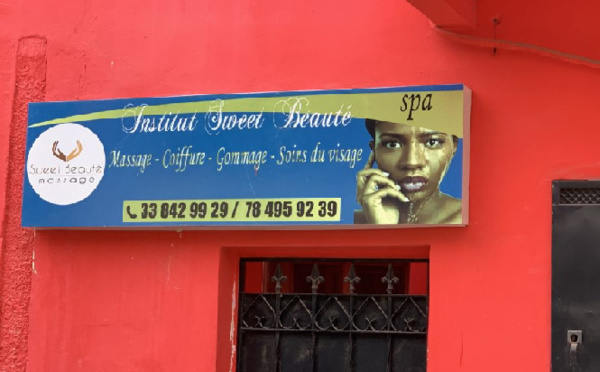 spa
Institut Sweet Béauté
Massage - Coiffure - Gommage - Soins du visage
Sweet Beauté
massage
33 842 99 29 / 78 495 92 39